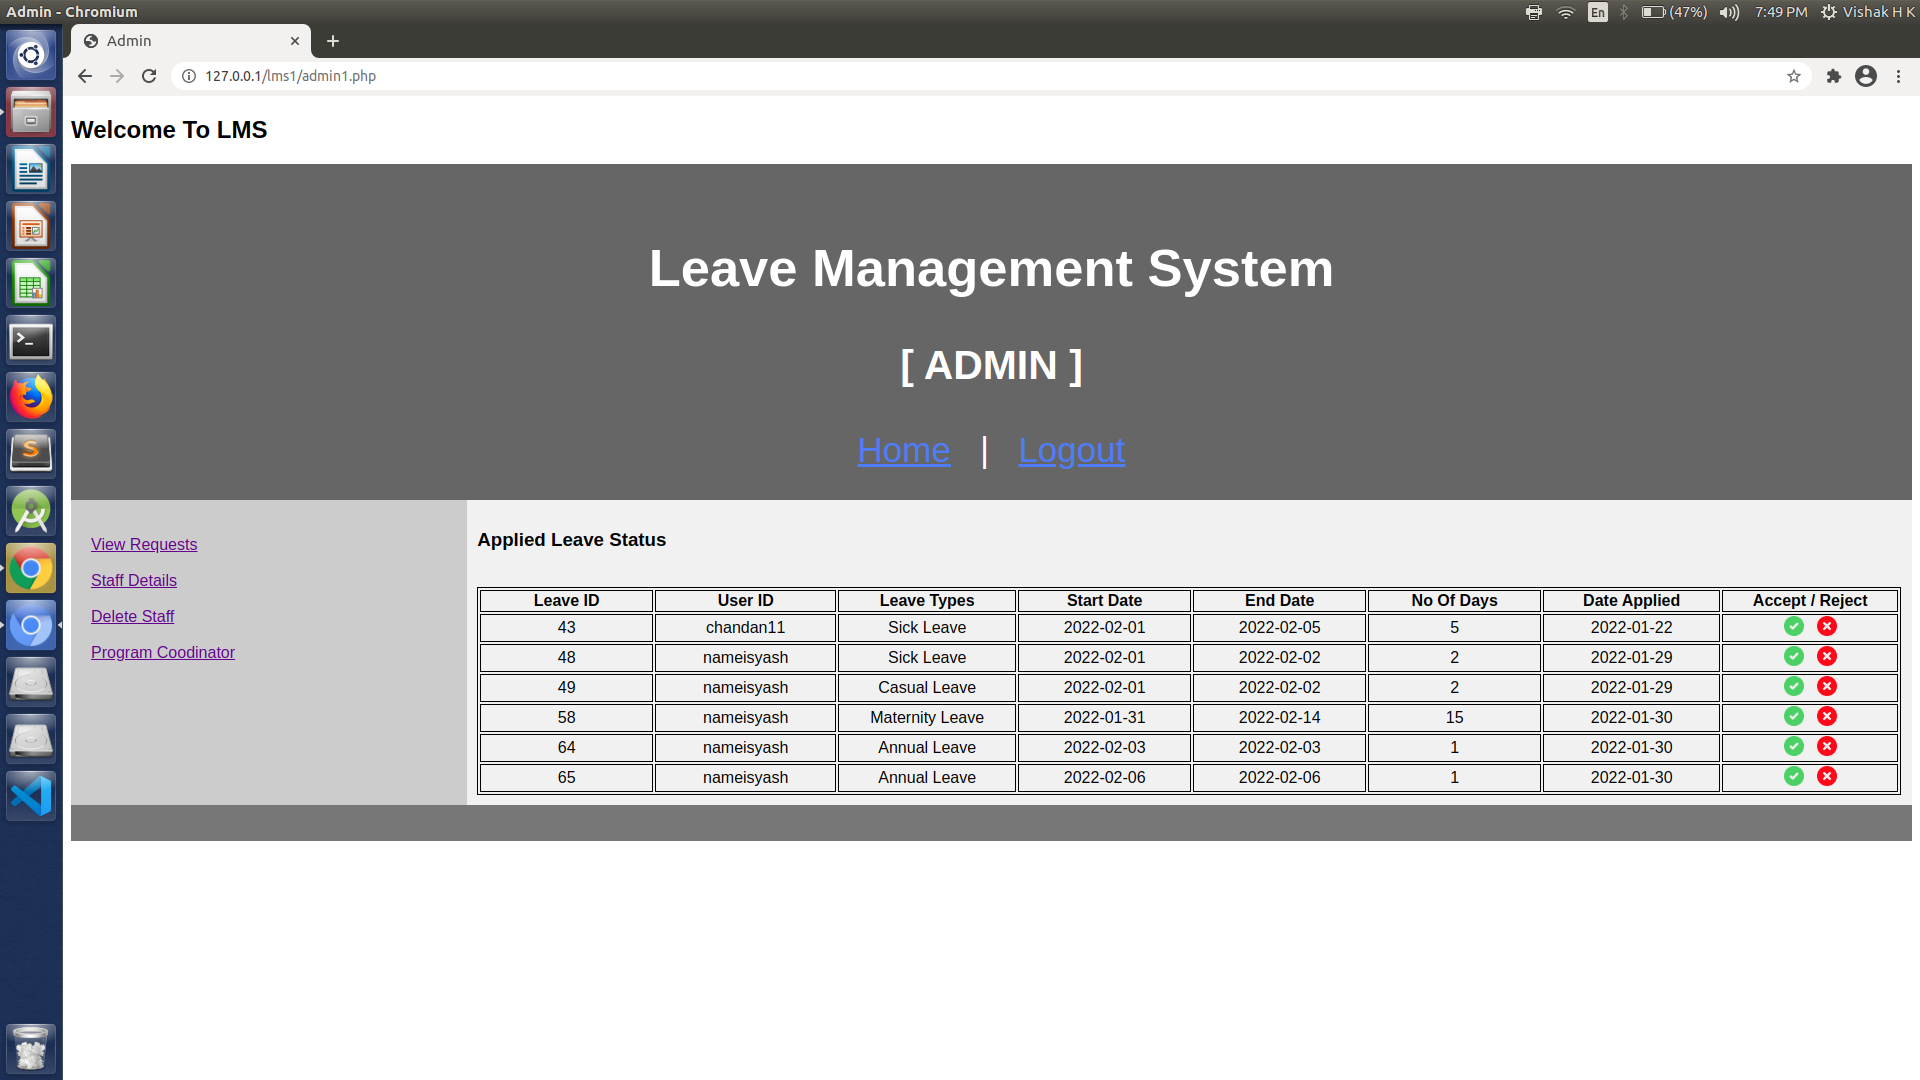 Admin - Chromium
En
(47%)
7:49 PM
Vishak H K
Admin
127.0.0.1/lms1/admin1.php
Welcome To LMS
Leave Management System
[ ADMIN ]
Home | Logout
View Requests
Staff Details
Delete Staff
Program Coodinator
Applied Leave Status
Leave ID User ID Leave Types Start Date End Date No Of Days Date Applied Accept / Reject
43 chandan11 Sick Leave 2022-02-01 2022-02-05 5 2022-01-22
48 nameisyash Sick Leave 2022-02-01 2022-02-02 2 2022-01-29
49 nameisyash Casual Leave 2022-02-01 2022-02-02 2 2022-01-29
58 nameisyash Maternity Leave 2022-01-31 2022-02-14 15 2022-01-30
64 nameisyash Annual Leave 2022-02-03 2022-02-03 1 2022-01-30
65 nameisyash Annual Leave 2022-02-06 2022-02-06 1 2022-01-30